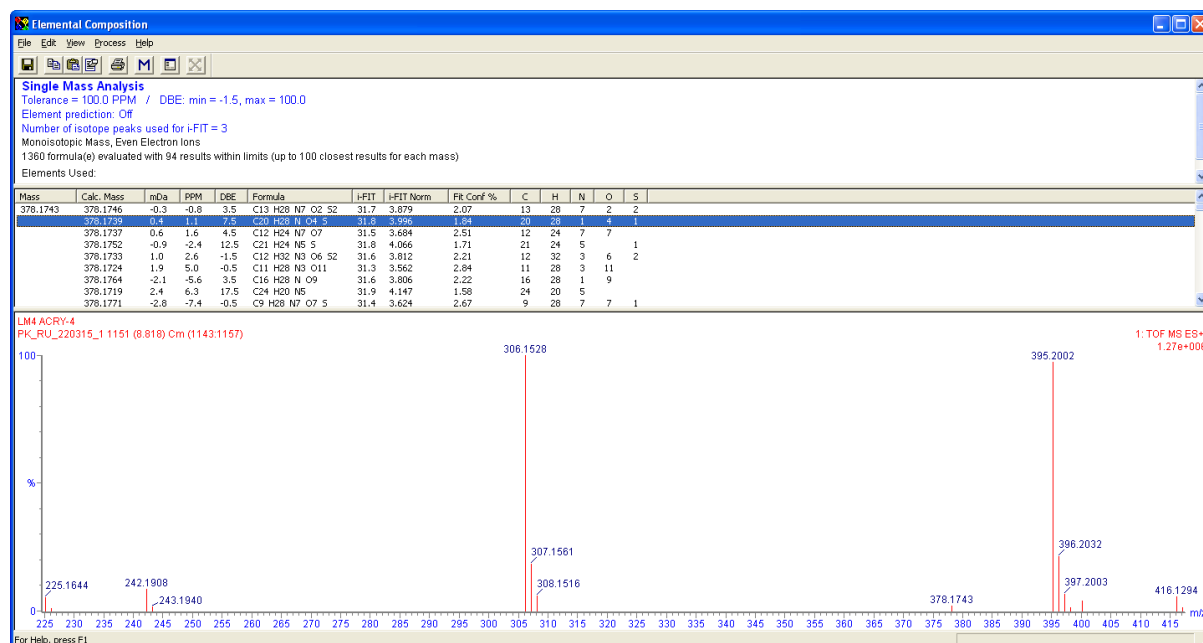 Elemental Composition
File Edit View Process Help
M
Single Mass Analysis
Tolerance = 100.0 PPM / DBE: min = -1.5, max = 100.0
Element prediction: Off
Number of isotope peaks used for i-FIT = 3
Monoisotopic Mass, Even Electron Ions
1360 formula(e) evaluated with 94 results within limits (up to 100 closest results for each mass)
Elements Used:
Mass Calc. Mass mDa PPM DBE Formula i-FIT i-FIT Norm Fit Conf % C H N O S
378.1743 378.1746 -0.3 -0.8 3.5 C13 H28 N7 O2 S2 31.7 3.879 2.07 13 28 7 2 2
378.1739 0.4 1.1 7.5 C20 H28 N O4 S 31.8 3.996 1.84 20 28 1 4 1
378.1737 0.6 1.6 4.5 C12 H24 N7 O7 31.5 3.684 2.51 12 24 7 7
378.1752 -0.9 -2.4 12.5 C21 H24 N5 S 31.8 4.066 1.71 21 24 5 1
378.1733 1.0 2.6 -1.5 C12 H32 N3 O6 S2 31.6 3.812 2.21 12 32 3 6 2
378.1724 1.9 5.0 -0.5 C11 H28 N3 O11 31.3 3.562 2.84 11 28 3 11
378.1764 -2.1 -5.6 3.5 C16 H28 N O9 31.6 3.806 2.22 16 28 1 9
378.1719 2.4 6.3 17.5 C24 H20 N5 31.9 4.147 1.58 24 20 5
378.1771 -2.8 -7.4 -0.5 C9 H28 N7 O7 S 31.4 3.624 2.67 9 28 7 7 1
LM4 ACRY-4
PK_RU_220315_1 1151 (8.818) Cm (1143:1157)
1: TOF MS ES+
1.27e+006
100
%
0
306.1528
395.2002
307.1561
396.2032
225.1644
242.1908
243.1940
308.1516
378.1743
397.2003
416.1294
m/z
225 230 235 240 245 250 255 260 265 270 275 280 285 290 295 300 305 310 315 320 325 330 335 340 345 350 355 360 365 370 375 380 385 390 395 400 405 410 415
For Help, press F1